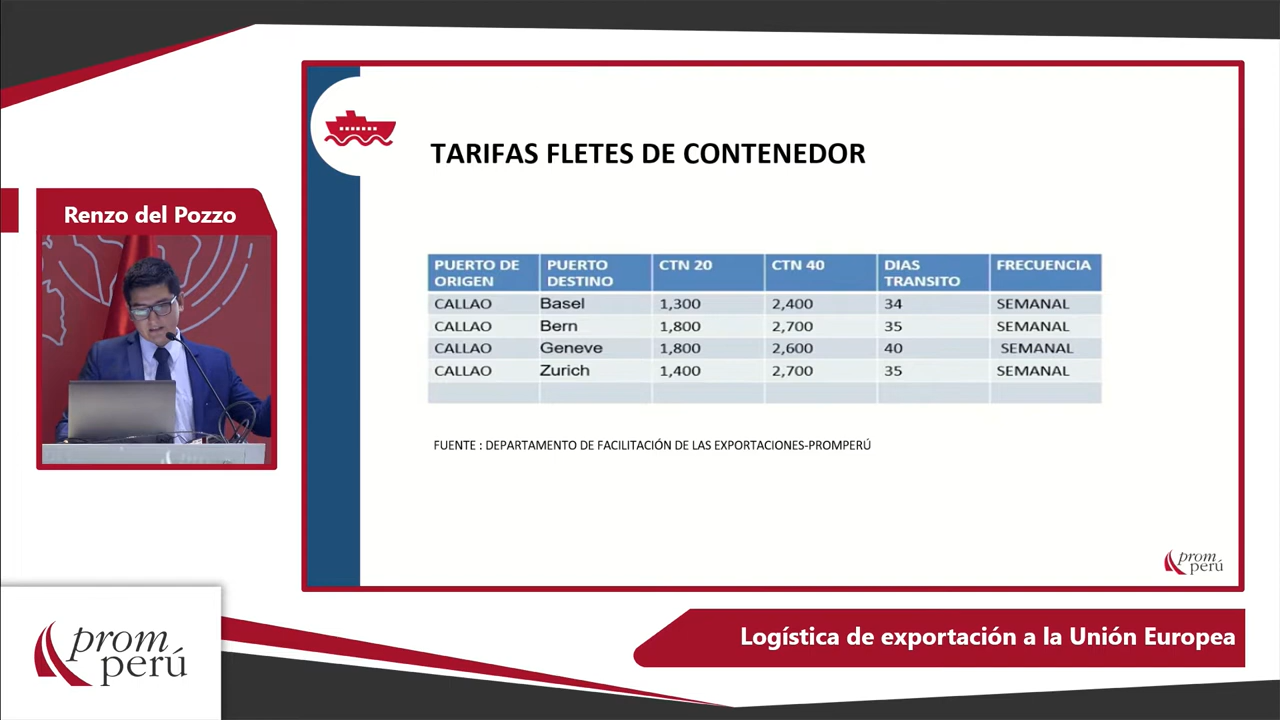 Renzo del Pozzo
TARIFAS FLETES DE CONTENEDOR
PUERTO DE ORIGEN PUERTO DESTINO CTN 20 CTN 40 DIAS TRANSITO FRECUENCIA
CALLAO Basel 1,300 2,400 34 SEMANAL
CALLAO Bern 1,800 2,700 35 SEMANAL
CALLAO Geneve 1,800 2,600 40 SEMANAL
CALLAO Zurich 1,400 2,700 35 SEMANAL
FUENTE : DEPARTAMENTO DE FACILITACIÓN DE LAS EXPORTACIONES-PROMPERÚ
prom
perú
Logística de exportación a la Unión Europea
prom
perú